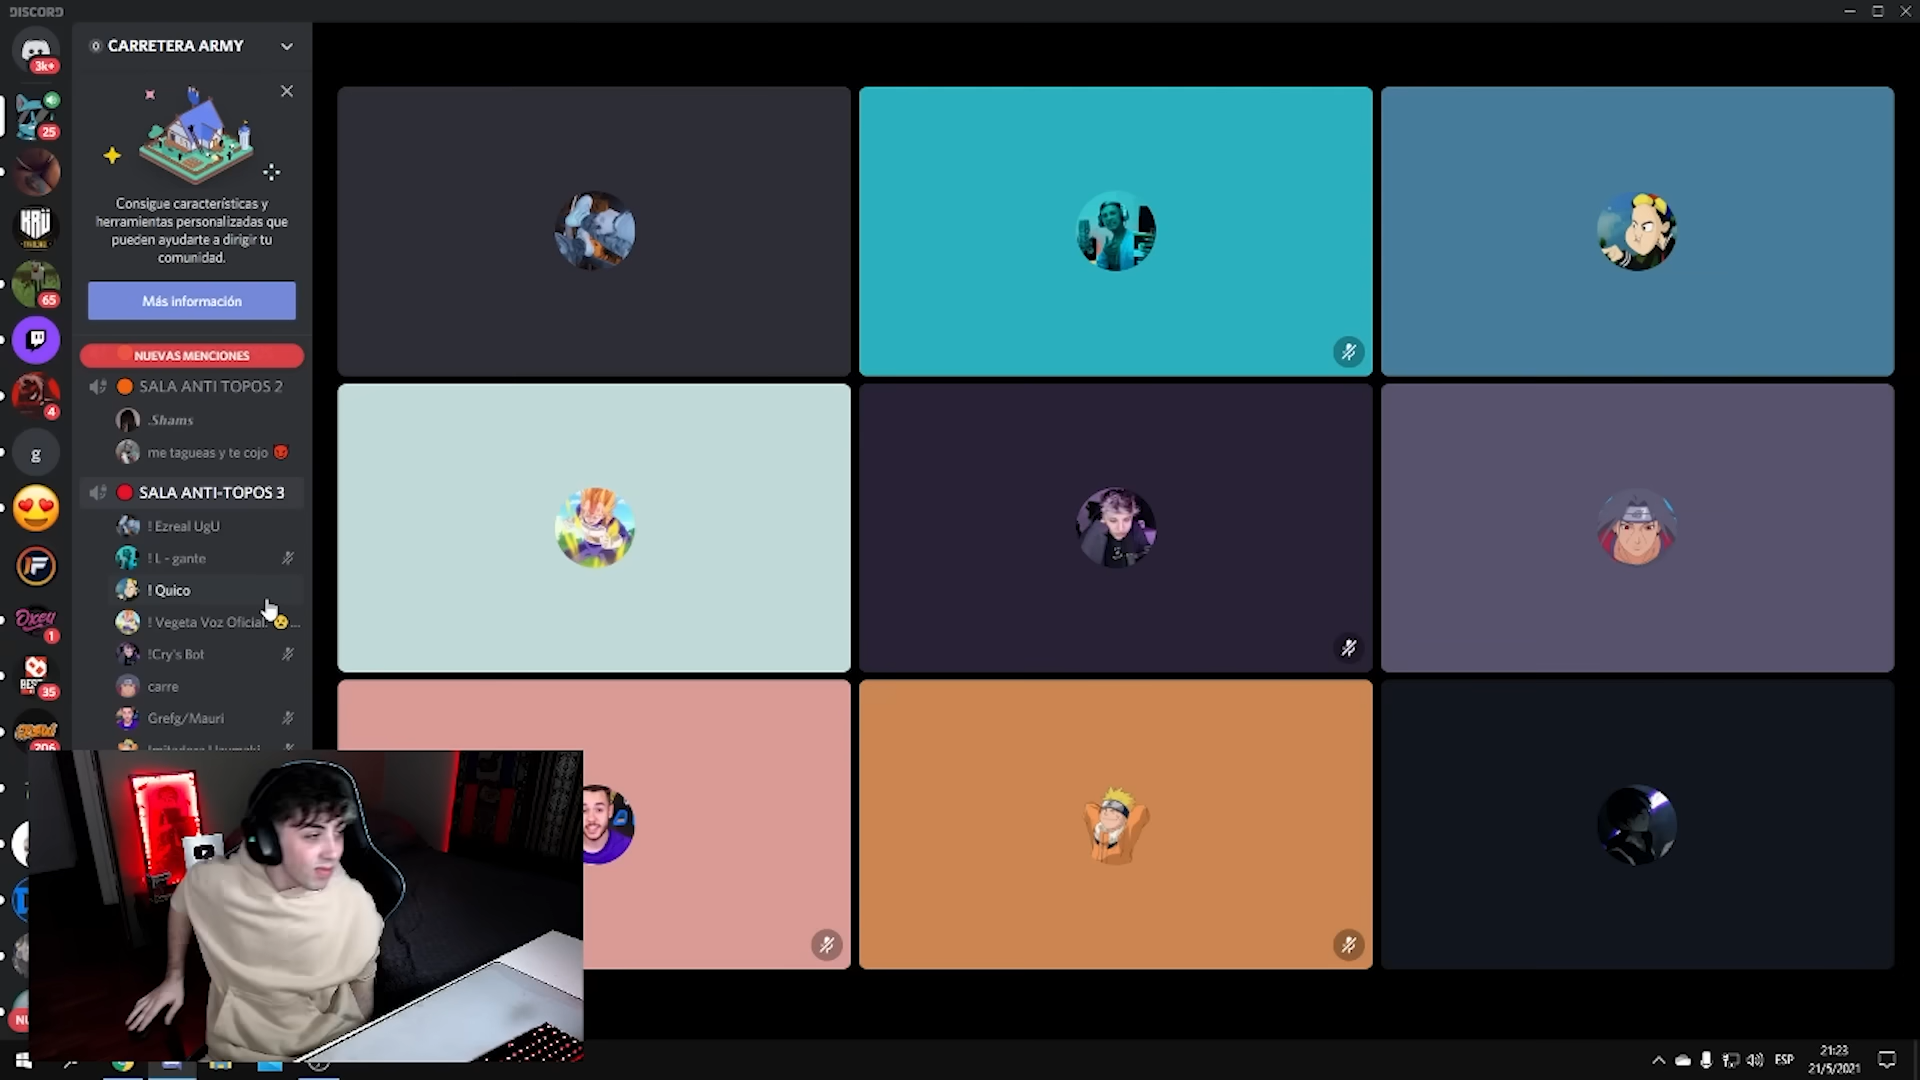 DISCORD
CARRETERA ARMY
3k+
25
Consigue características y
herramientas personalizadas que
pueden ayudarte a dirigir tu
comunidad.
Más información
NUEVAS MENCIONES
SALA ANTI TOPOS 2
.Shams
me tagueas y te cojo
SALA ANTI-TOPOS 3
! Ezreal UgU
! L - gante
! Quico
! Vegeta Voz Oficial. ...
!Cry's Bot
carre
Grefg/Mauri
KRÜ
65
4
g
1
35
206
ESP
21:23
21/5/2021